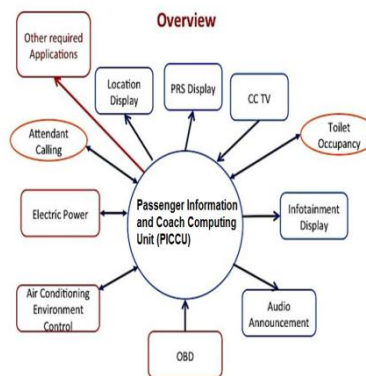 Overview
Other required
Applications
Location
Display
PRS Display
CC TV
Attendant
Calling
Toilet
Occupancy
Electric Power
Passenger Information
and Coach Computing
Unit (PICCU)
Infotainment
Display
Air Conditioning
Environment
Control
OBD
Audio
Announcement